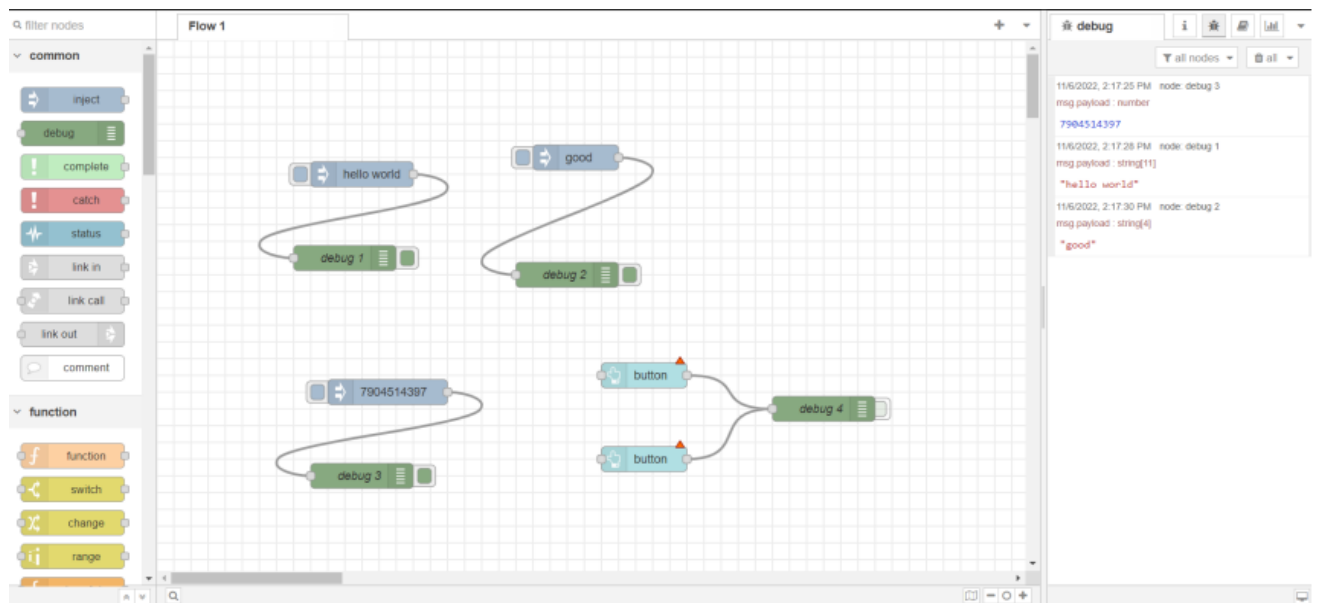 filter nodes
common
inject
debug
complete
catch
status
link in
link call
link out
comment
function
function
switch
change
range
Flow 1
hello world
debug 1
good
debug 2
7904514397
debug 3
button
button
debug 4
debug
i
all nodes
all
11/6/2022, 2:17:25 PM node: debug 3
msg.payload : number
7904514397
11/6/2022, 2:17:28 PM node: debug 1
msg.payload : string[11]
"hello world"
11/6/2022, 2:17:30 PM node: debug 2
msg.payload : string[4]
"good"